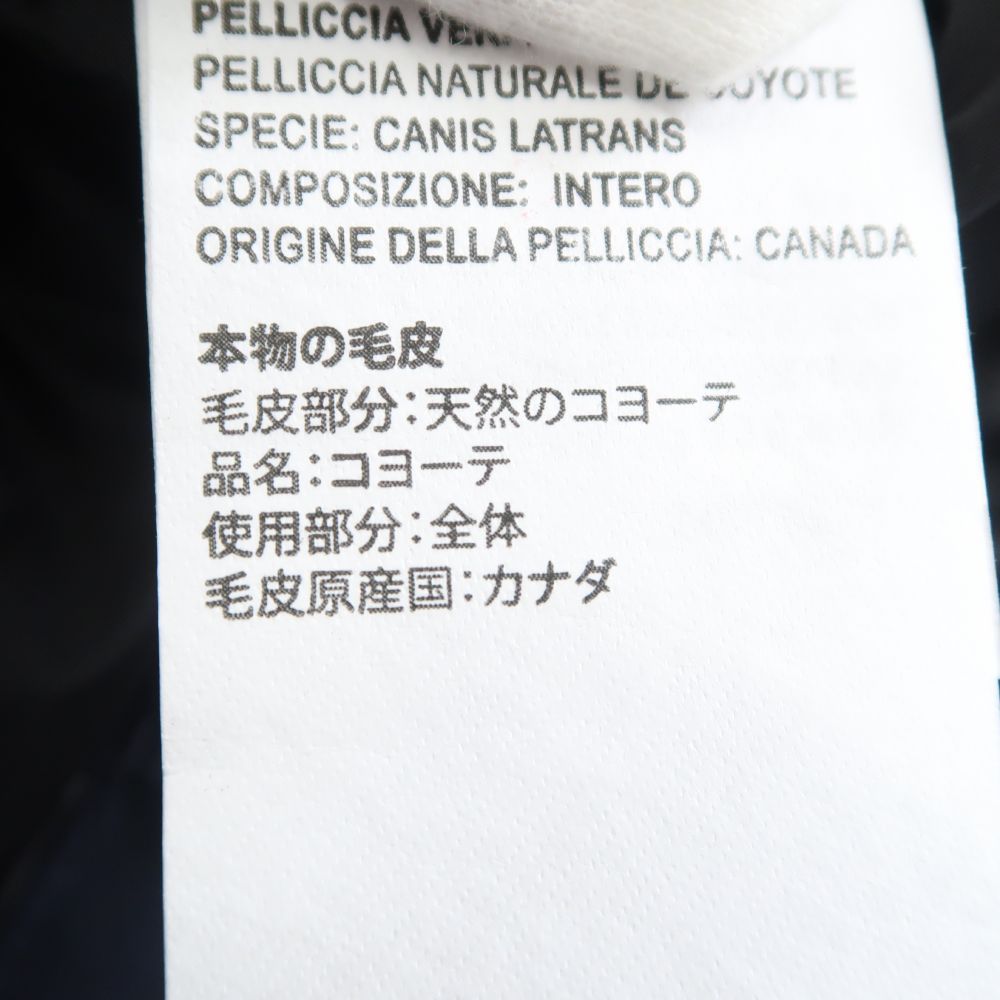 PELLICCIA
PELLICCIA NATURALE
SPECIE: CANIS LATRANS
COMPOSIZIONE: INTERO
ORIGINE DELLA PELLICCIA: CANADA
本物の毛皮
毛皮部分：天然のコヨーテ
品名：コヨーテ
使用部分：全体
毛皮原産国：カナダ